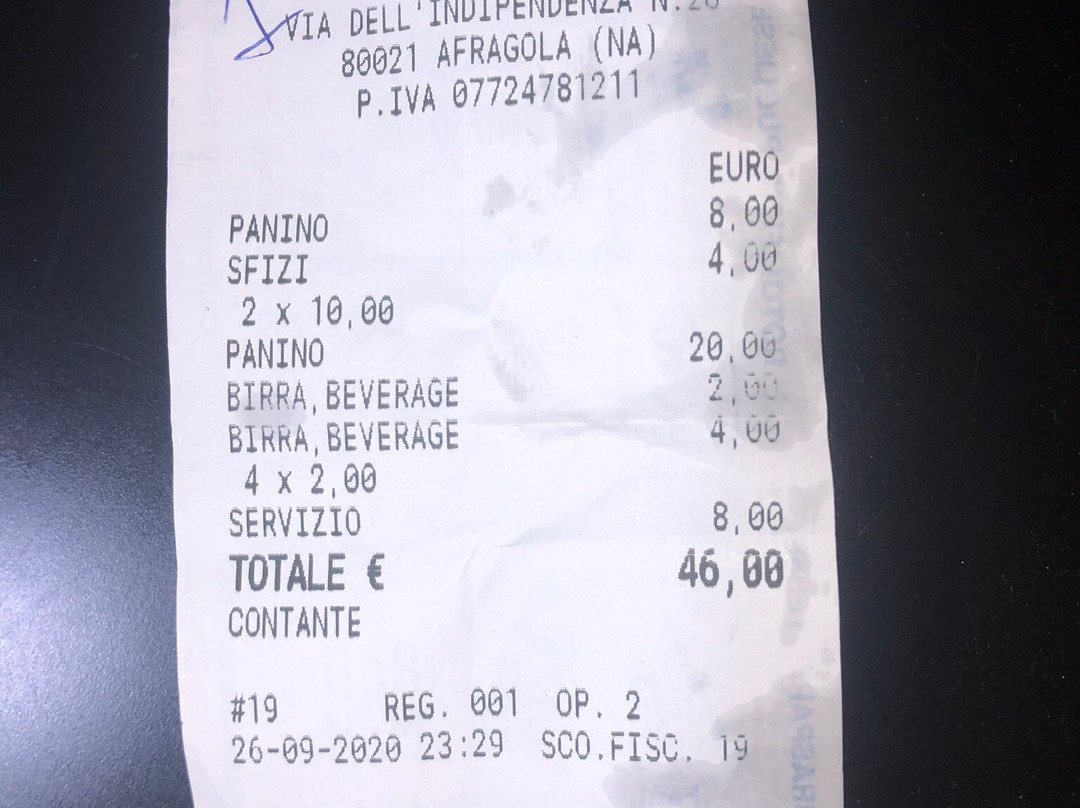 VIA DELL'INDIPENDENZA N.28
80021 AFRAGOLA (NA)
P.IVA 07724781211
EURO
PANINO 8,00
SFIZI 4,00
2 x 10,00
PANINO 20,00
BIRRA,BEVERAGE 2,00
BIRRA,BEVERAGE 4,00
4 x 2,00
SERVIZIO 8,00
TOTALE € 46,00
CONTANTE
#19 REG. 001 OP. 2
26-09-2020 23:29 SCO.FISC. 19